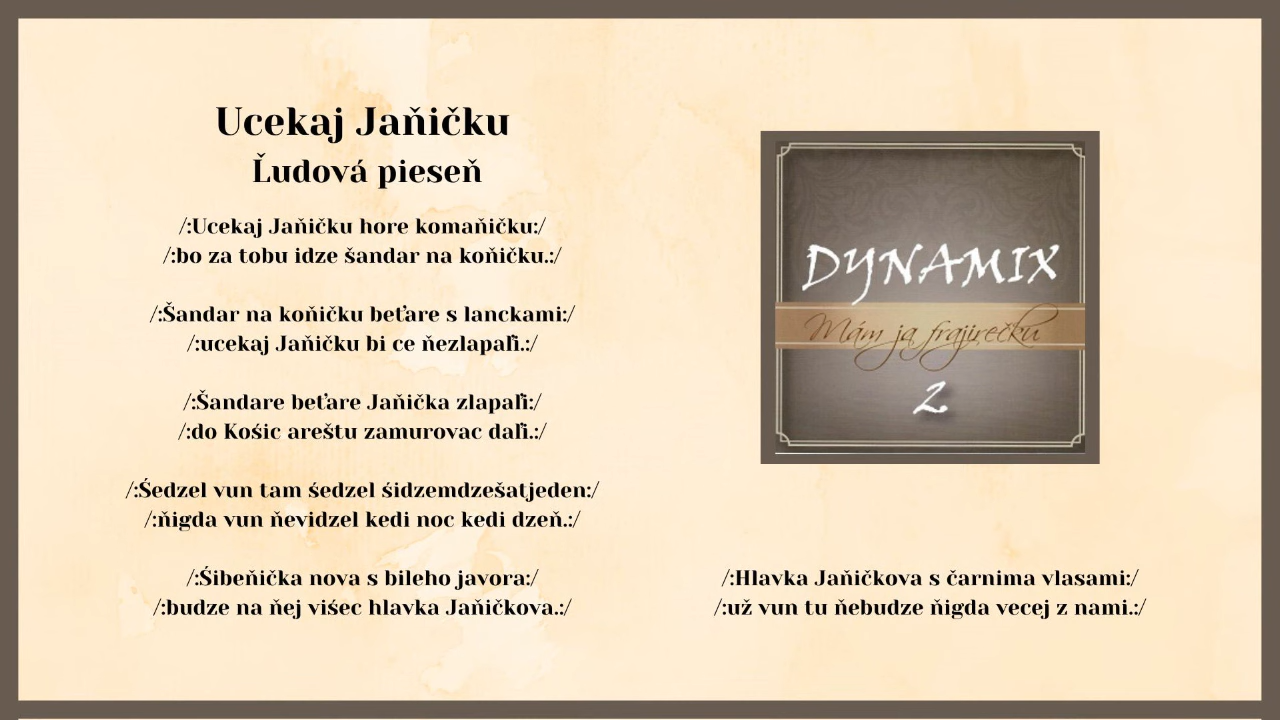 Ucekaj Jaňičku
Ľudová pieseň
/:Ucekaj Jaňičku hore komaňičku:/
/:bo za tobu idze šandar na koňičku.:/
/:Šandar na koňičku beťare s lanckami:/
/:ucekaj Jaňičku bi ce ňezlapaľi.:/
/:Šandare beťare Jaňička zlapaľi:/
/:do Kośic areštu zamurovac daľi.:/
/:Śedzel vun tam śedzel śidzemdzešatjeden:/
/:ňigda vun ňevidzel kedi noc kedi dzeň.:/
/:Śibeňička nova s bileho javora:/
/:budze na ňej viśec hlavka Jaňičkova.:/
DYNAMIX
Mám ja frajirečku
2
/:Hlavka Jaňičkova s čarnima vlasami:/
/:už vun tu ňebudze ňigda vecej z nami.:/